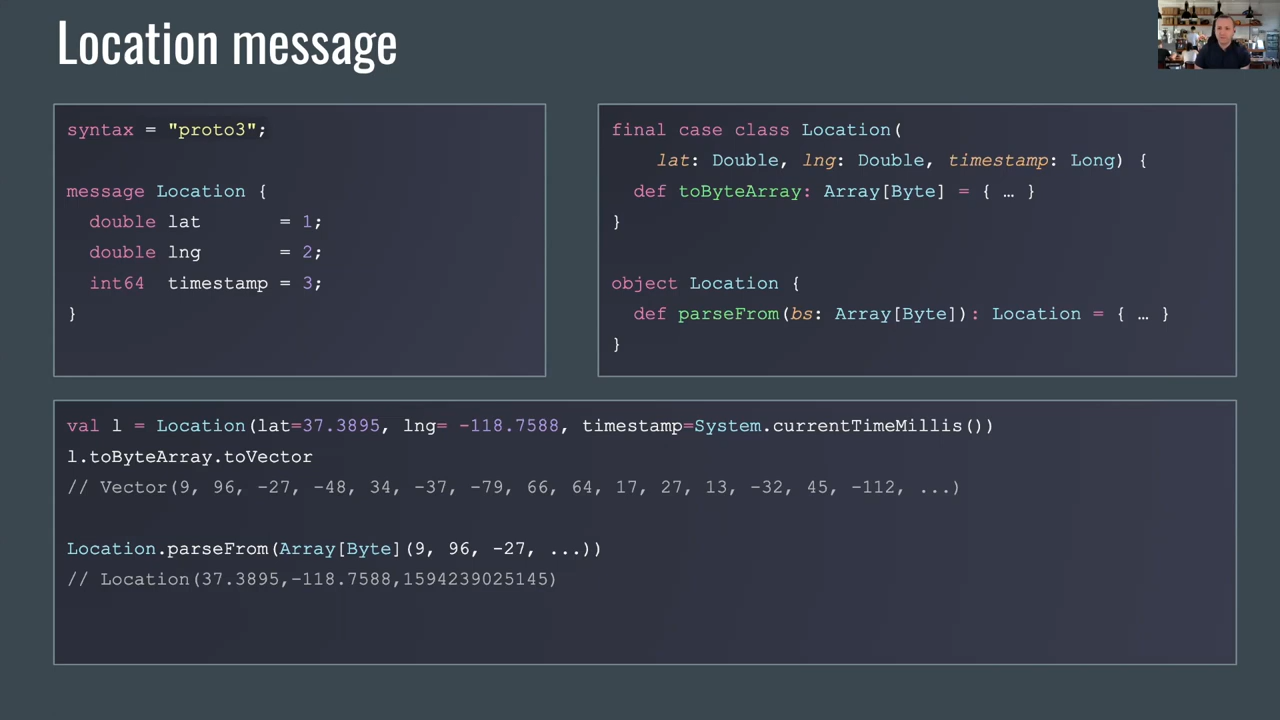 Location message
syntax = "proto3";
message Location {
double lat = 1;
double lng = 2;
int64 timestamp = 3;
}
final case class Location(
lat: Double, lng: Double, timestamp: Long) {
def toByteArray: Array[Byte] = { … }
}
object Location {
def parseFrom(bs: Array[Byte]): Location = { … }
}
val l = Location(lat=37.3895, lng= -118.7588, timestamp=System.currentTimeMillis())
l.toByteArray.toVector
// Vector(9, 96, -27, -48, 34, -37, -79, 66, 64, 17, 27, 13, -32, 45, -112, ...)
Location.parseFrom(Array[Byte](9, 96, -27, ...))
// Location(37.3895,-118.7588,1594239025145)